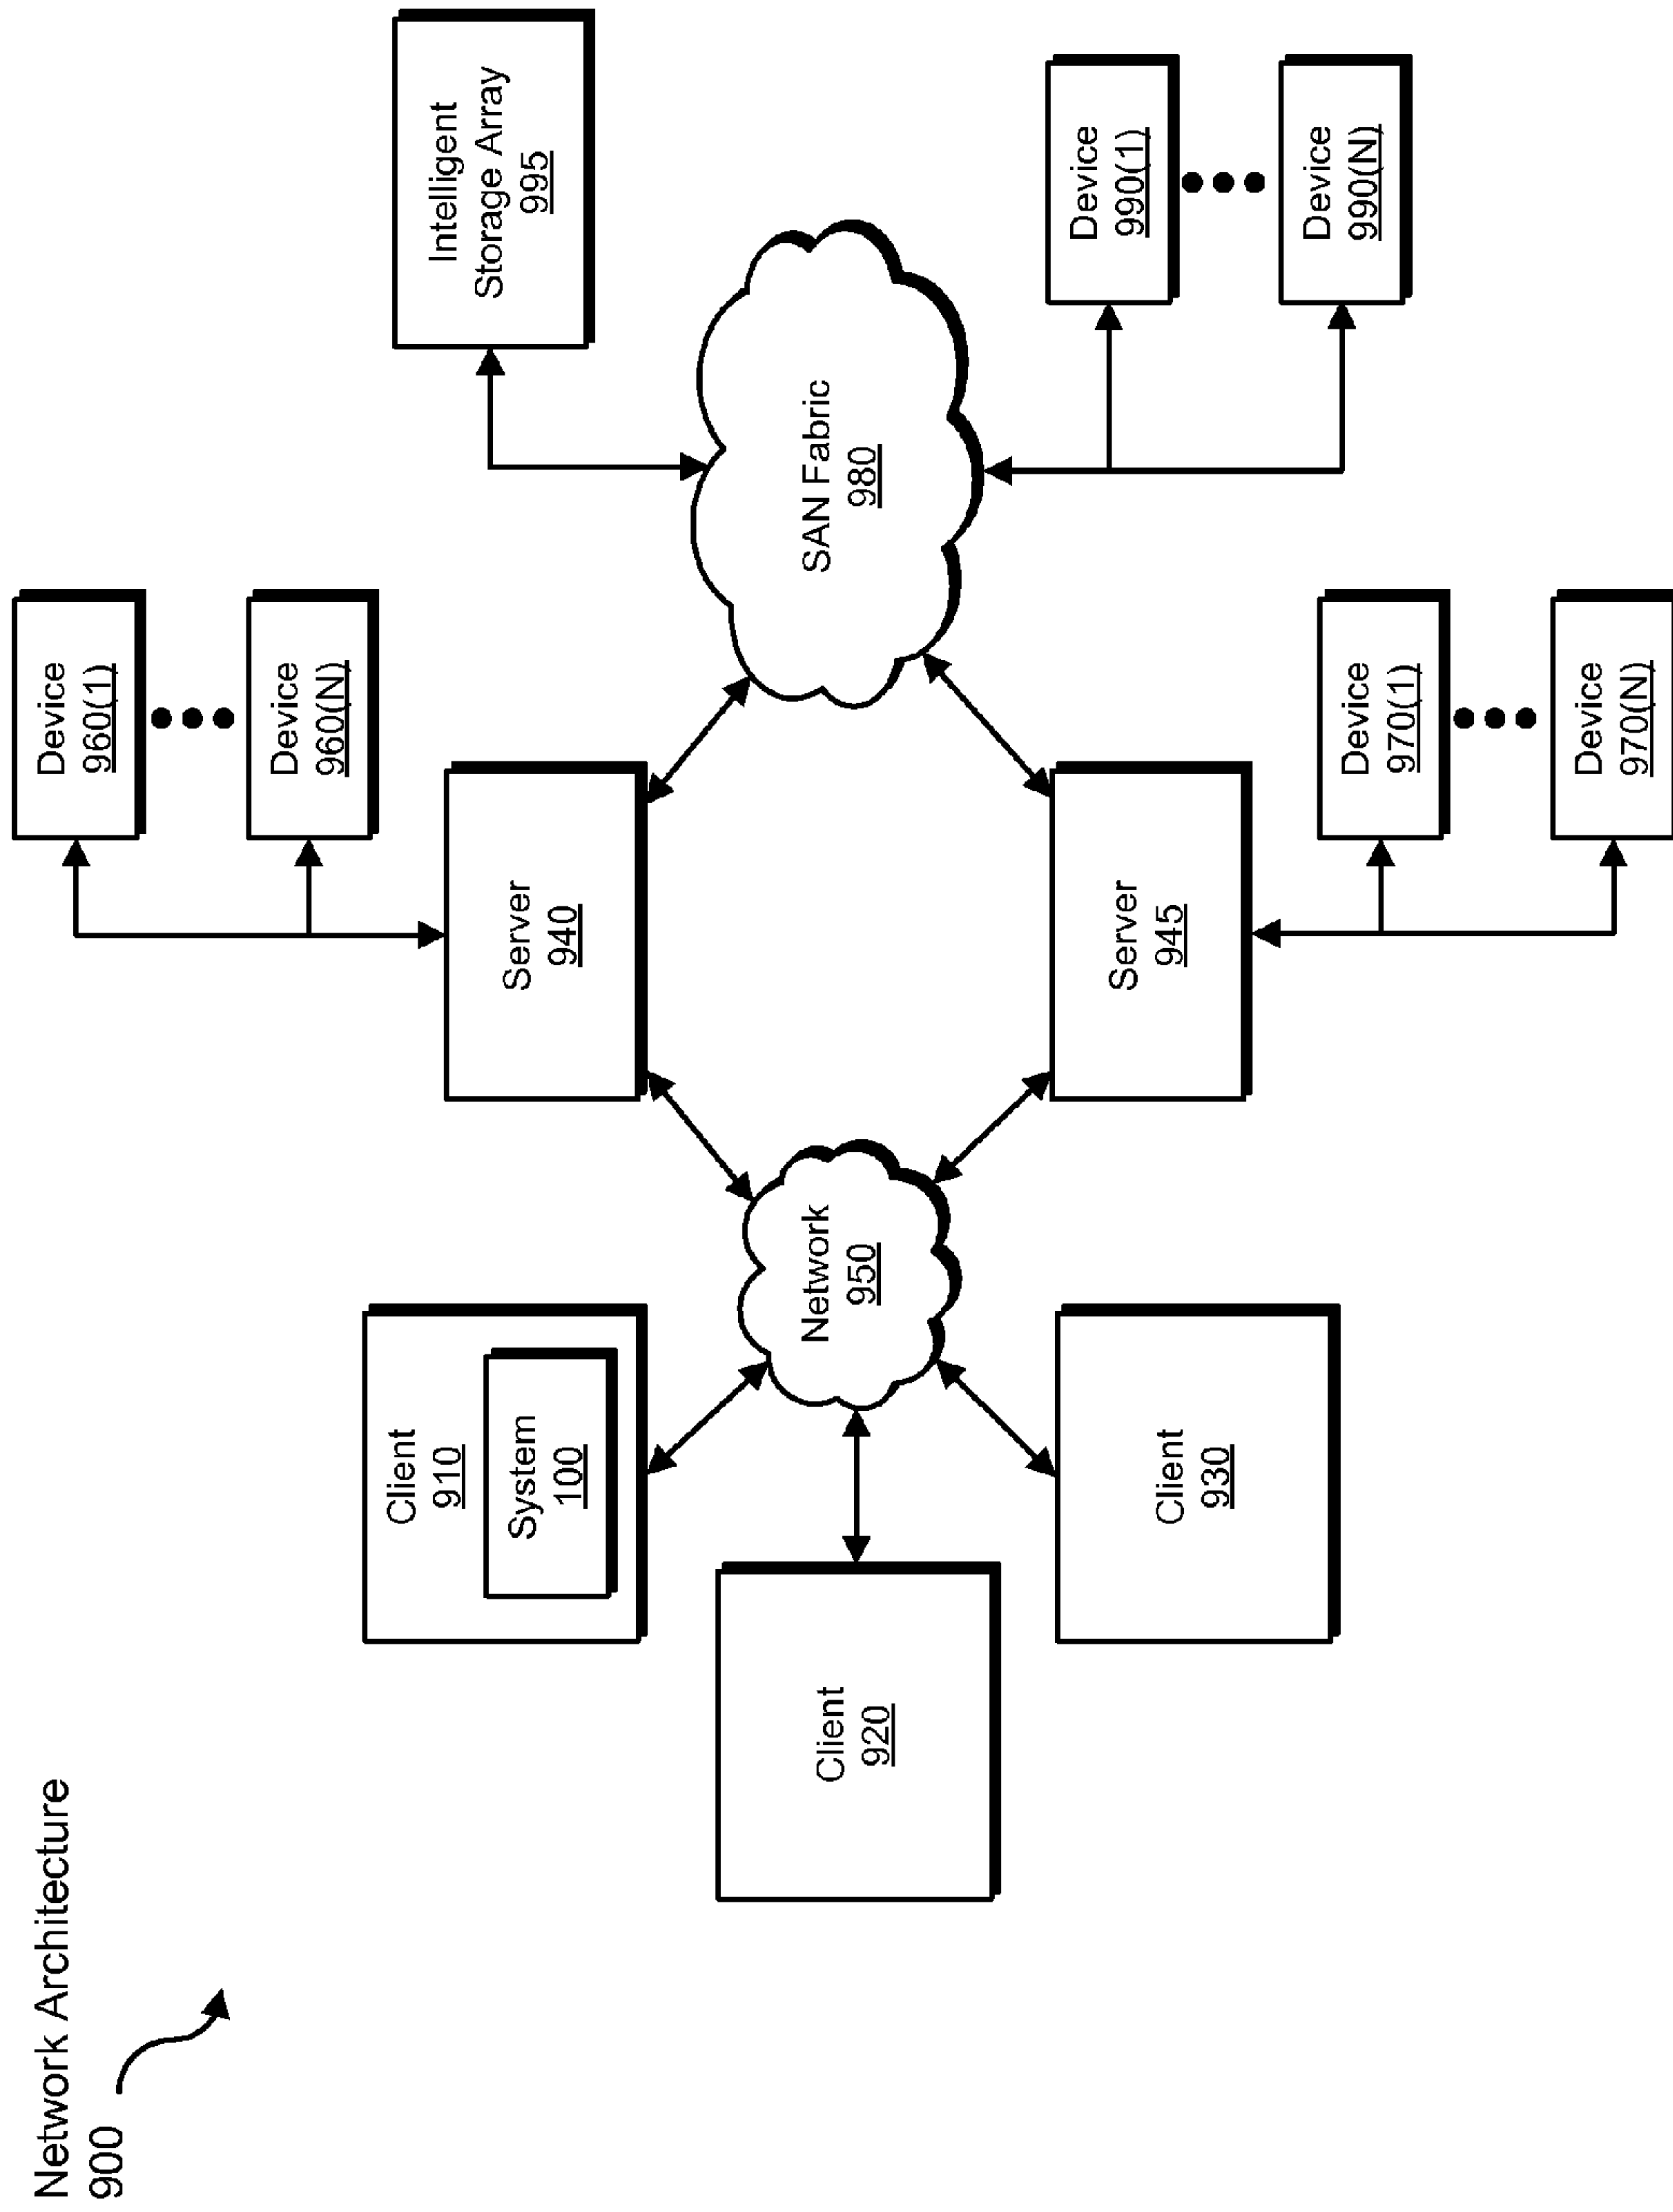 Network Architecture
900
Client
910
System
100
Client
920
Client
930
Network
950
Server
940
Server
945
Device
960(1)
Device
960(N)
Device
970(1)
Device
970(N)
SAN Fabric
980
Intelligent
Storage Array
995
Device
990(1)
Device
990(N)